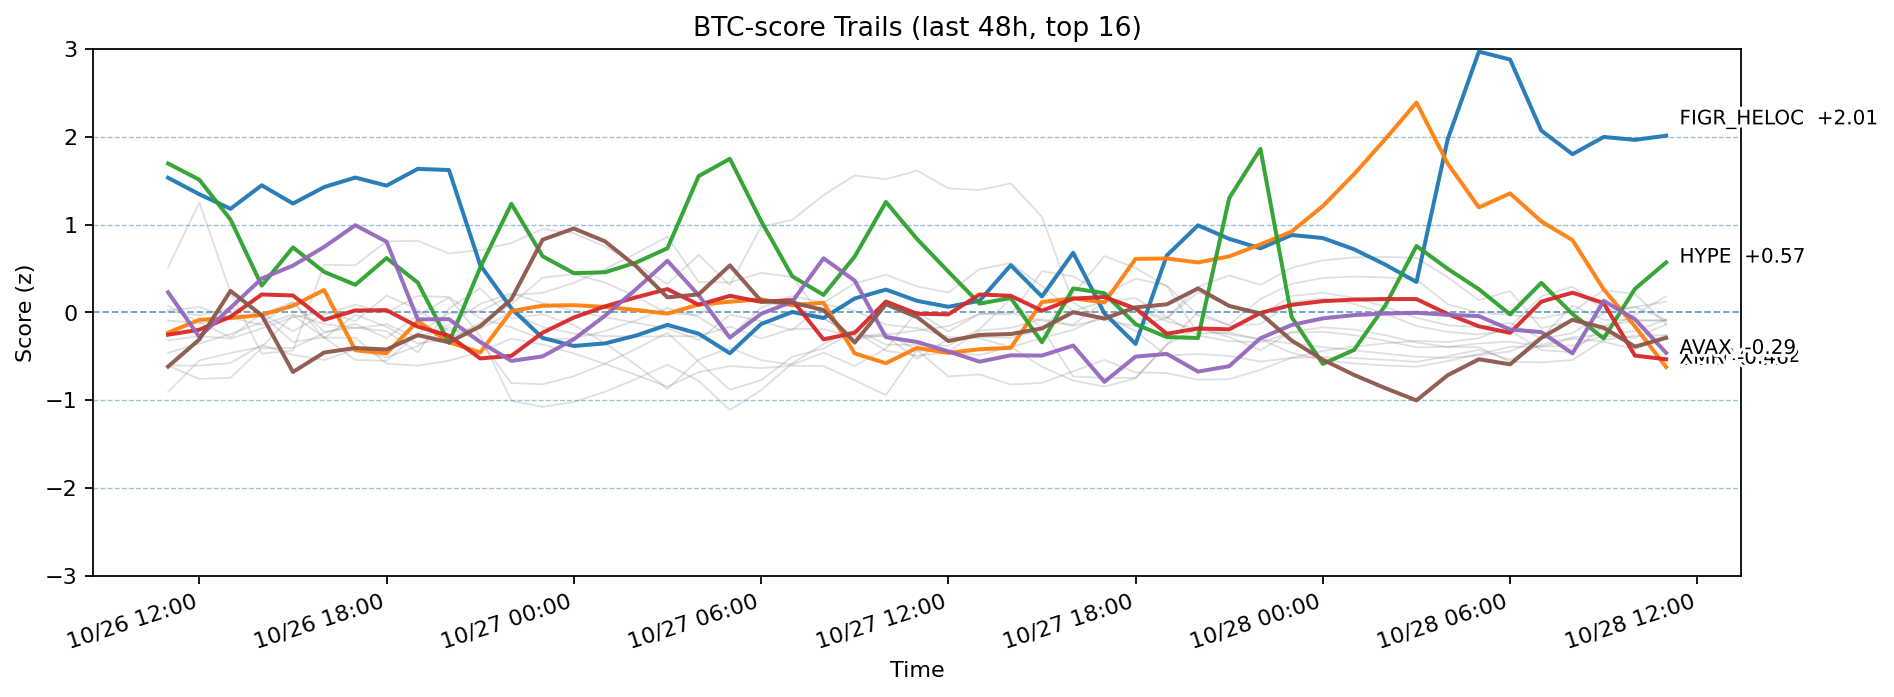 BTC-score Trails (last 48h, top 16)
Score (z)
3
2
1
0
−1
−2
−3
FIGR_HELOC +2.01
HYPE +0.57
AVAX -0.29
10/26 12:00
10/26 18:00
10/27 00:00
10/27 06:00
10/27 12:00
10/27 18:00
10/28 00:00
10/28 06:00
10/28 12:00
Time